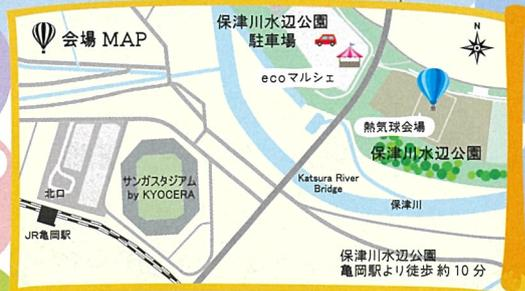 会場 MAP
保津川水辺公園
駐車場
ecoマルシェ
N
熱気球会場
保津川水辺公園
サンガスタジアム
by KYOCERA
Katsura River
Bridge
保津川
北口
JR亀岡駅
保津川水辺公園
亀岡駅より徒歩 約 10 分